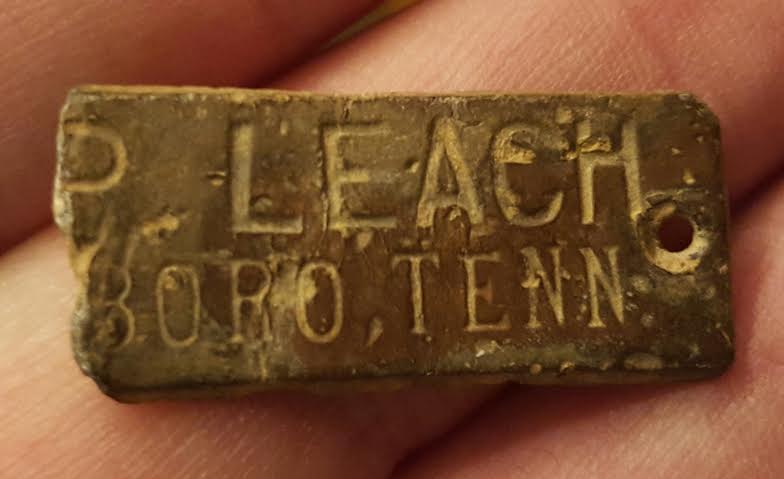 D LEACH
BORO, TENN.